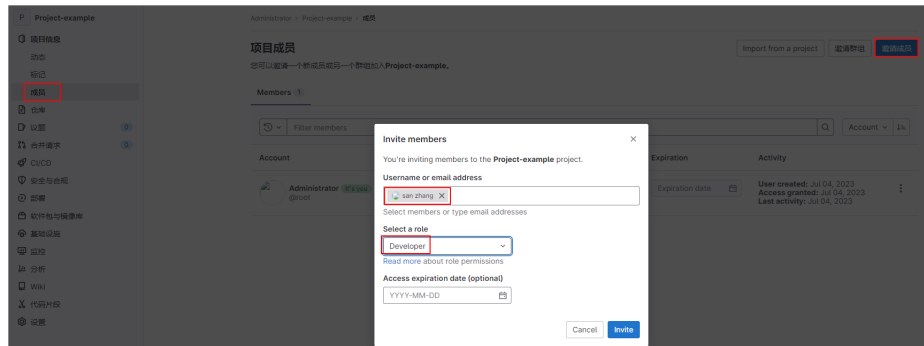 P Project-example
Administrator > Project-example > 成员
项目信息
动态
标记
成员
仓库
议题 0
合并请求 0
CI/CD
安全与合规
部署
软件包与镜像库
基础设施
监控
分析
Wiki
代码片段
设置
项目成员
Import from a project 邀请群组 邀请成员
您可以邀请一个新成员或另一个群组加入Project-example。
Members 1
Filter members
Account
Account Expiration Activity
Administrator It's you
@root
Expiration date
User created: Jul 04, 2023
Access granted: Jul 04, 2023
Last activity: Jul 04, 2023
Invite members
You're inviting members to the Project-example project.
Username or email address
san zhang
Select members or type email addresses
Select a role
Developer
Read more about role permissions
Access expiration date (optional)
YYYY-MM-DD
Cancel Invite